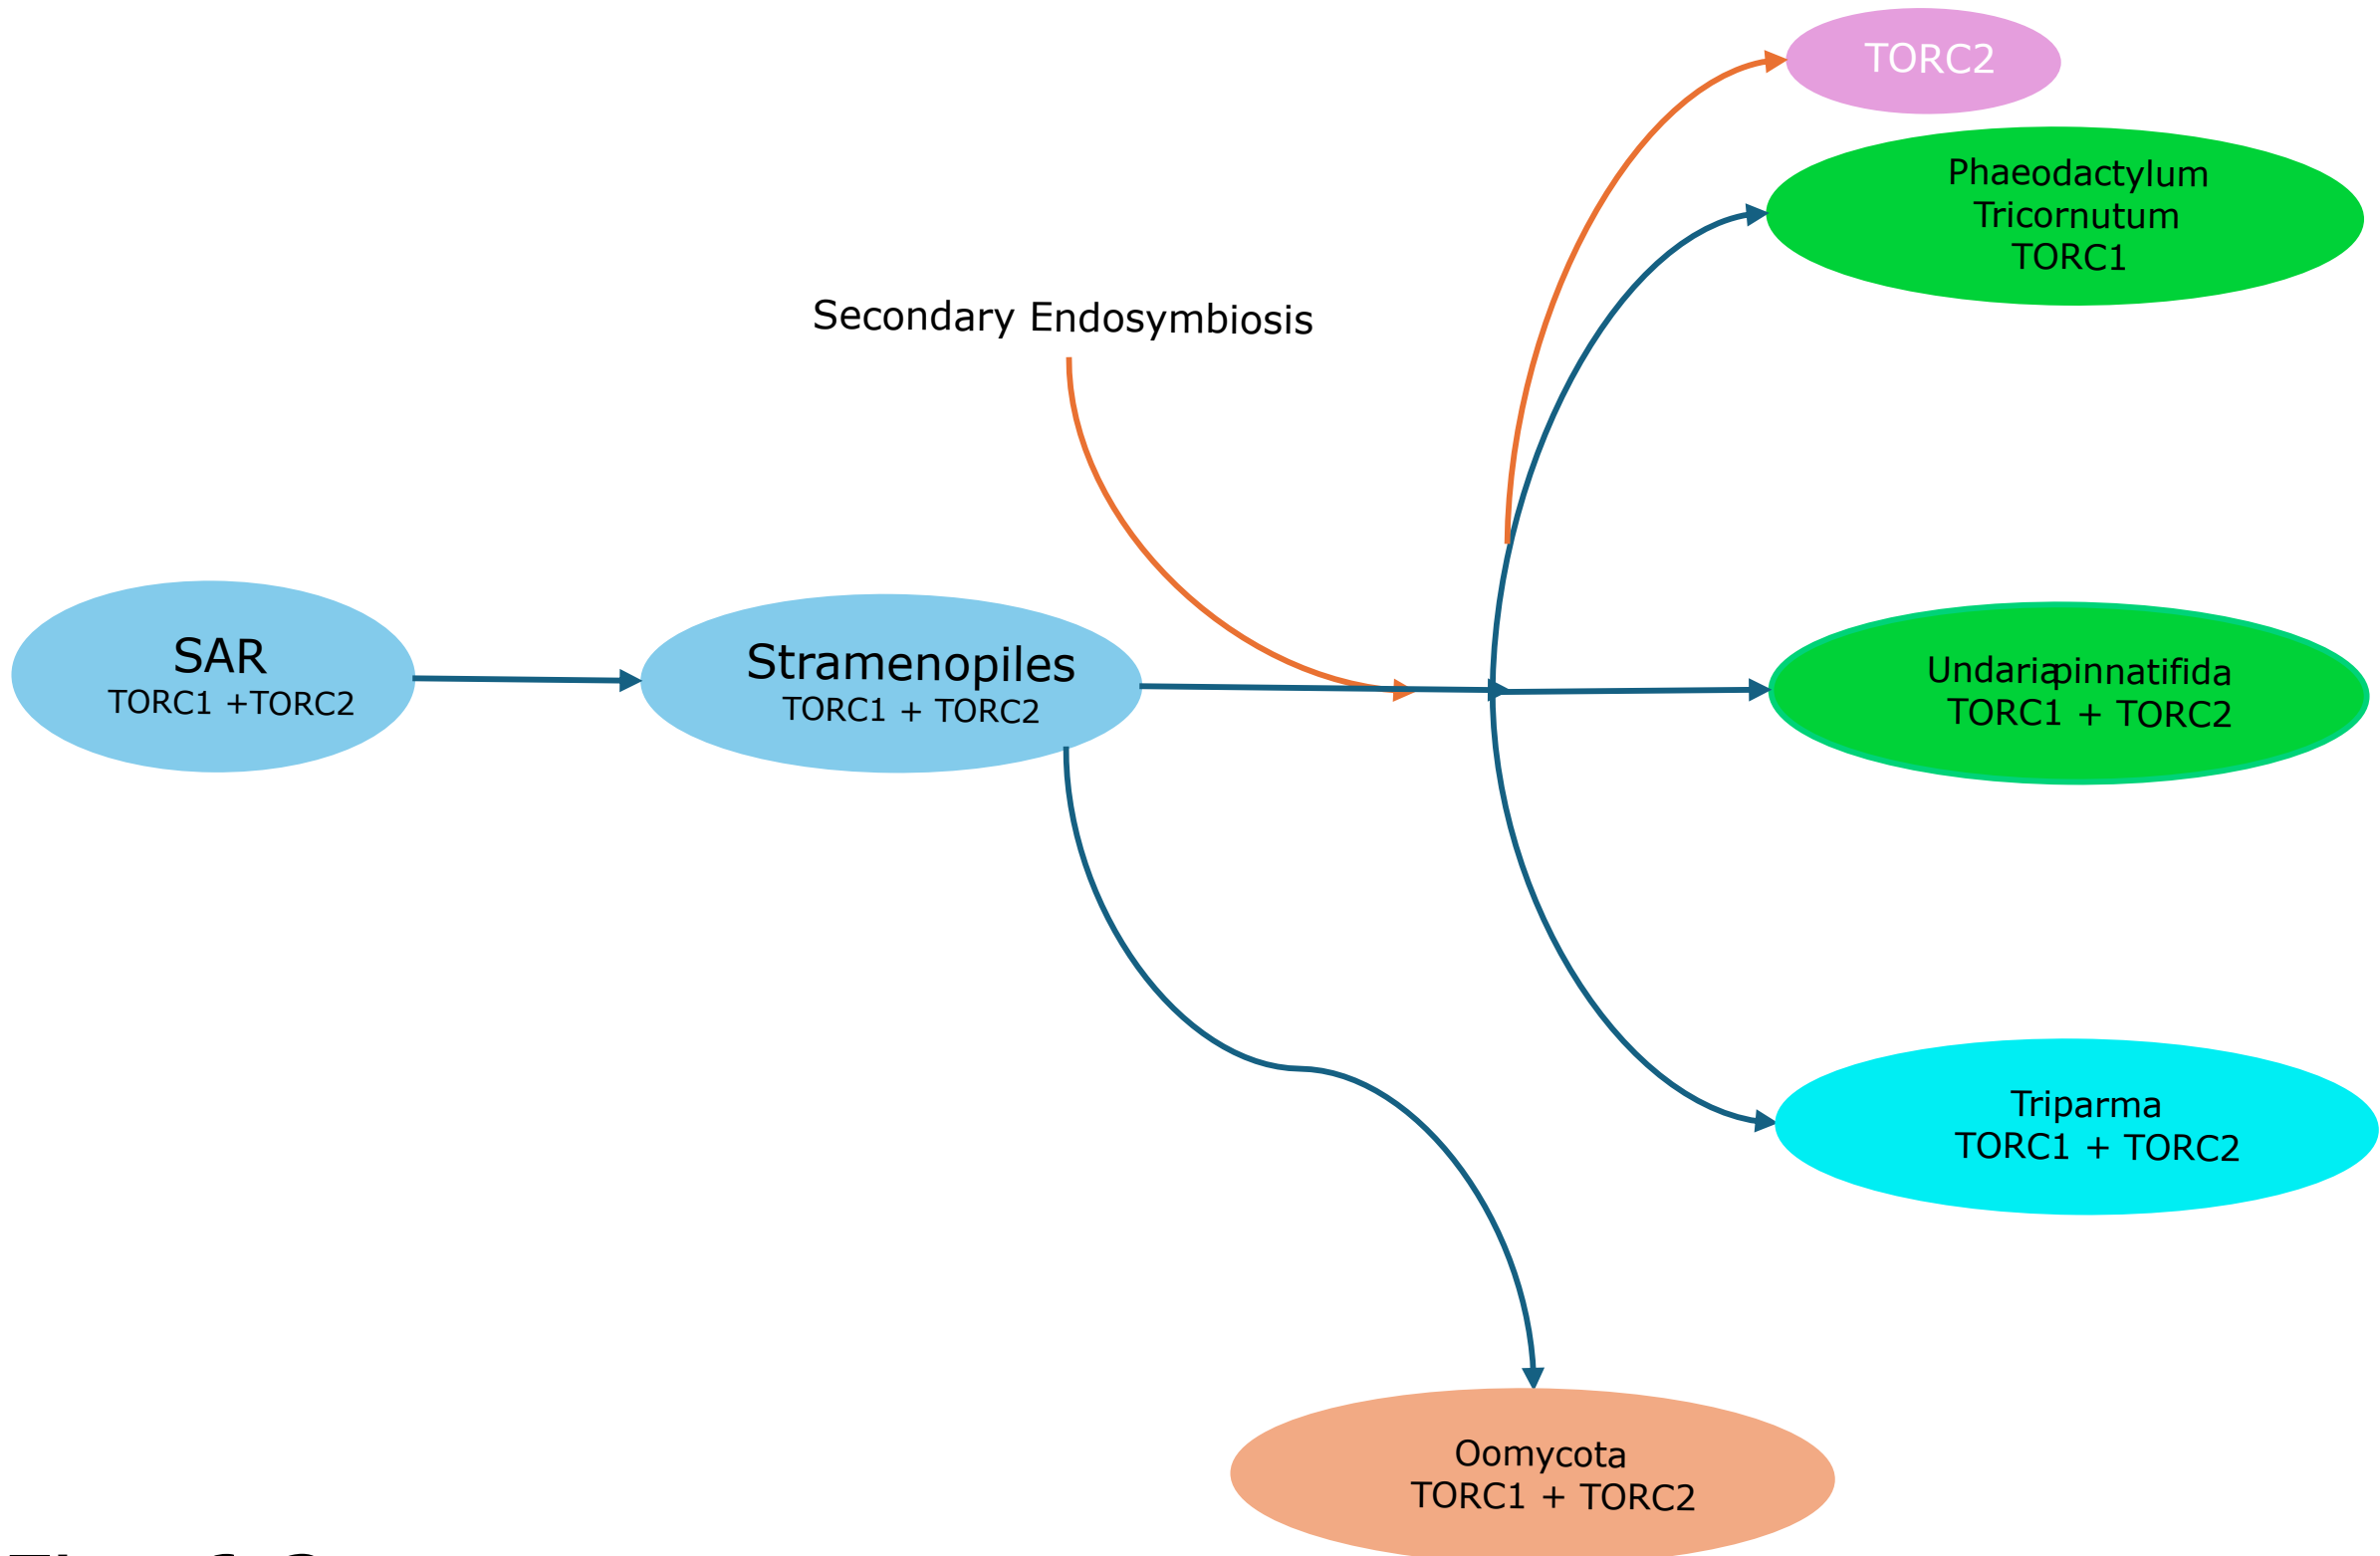 TORC2
Phaeodactylum
Tricornutum
TORC1
Secondary Endosymbiosis
SAR
TORC1 +TORC2
Stramenopiles
TORC1 + TORC2
Undariapinnatifida
TORC1 + TORC2
Triparma
TORC1 + TORC2
Oomycota
TORC1 + TORC2